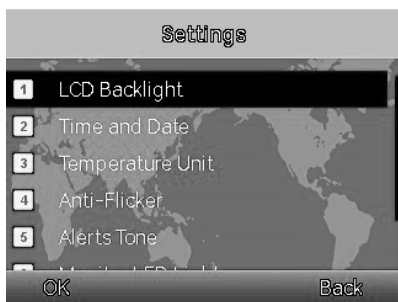 Settings
1 LCD Backlight
2 Time and Date
3 Temperature Unit
4 Anti-Flicker
5 Alerts Tone
OK Back